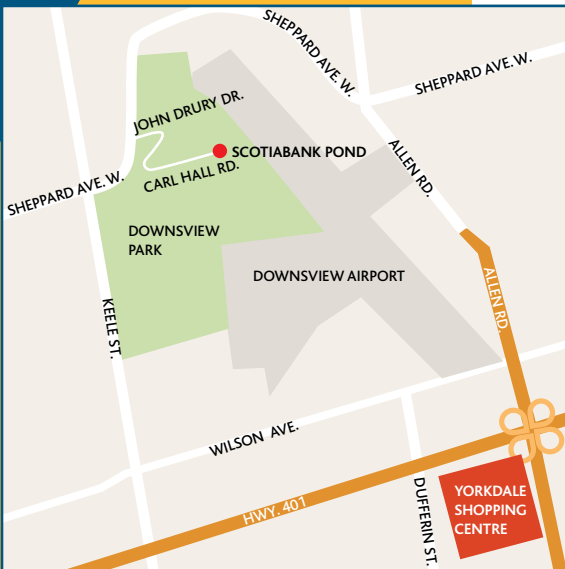 SHEPPARD AVE. W.
SHEPPARD AVE. W.
JOHN DRURY DR.
SCOTIABANK POND
ALLEN RD.
CARL HALL RD.
SHEPPARD AVE. W.
DOWNSVIEW
PARK
DOWNSVIEW AIRPORT
ALLEN RD.
KEELE ST.
WILSON AVE.
HWY. 401
DUFFERIN ST.
YORKDALE
SHOPPING
CENTRE